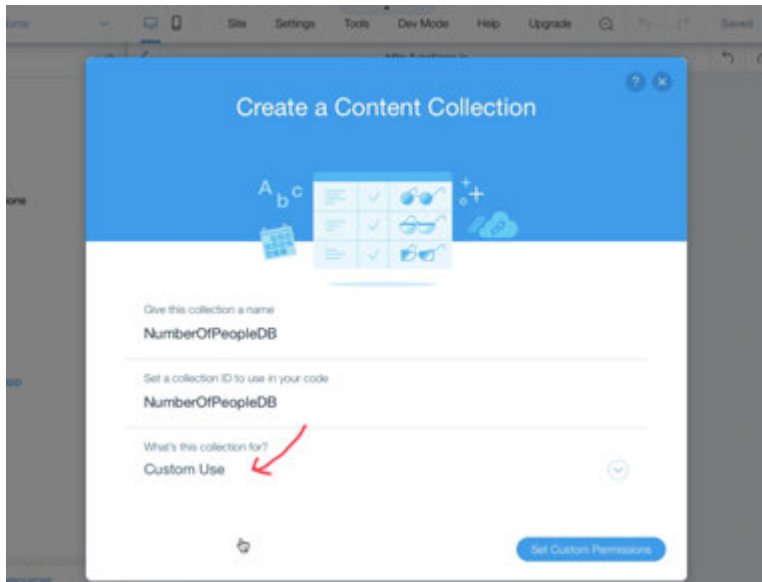 Site Settings Tools Dev Mode Help Upgrade Saved
Create a Content Collection
A b c
Give this collection a name
NumberOfPeopleDB
Set a collection ID to use in your code
NumberOfPeopleDB
What's this collection for?
Custom Use
Set Custom Permissions